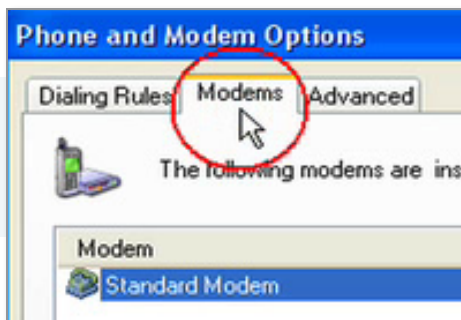 Phone and Modem Options
Dialing Rules Modems Advanced
The following modems are ins
Modem
Standard Modem